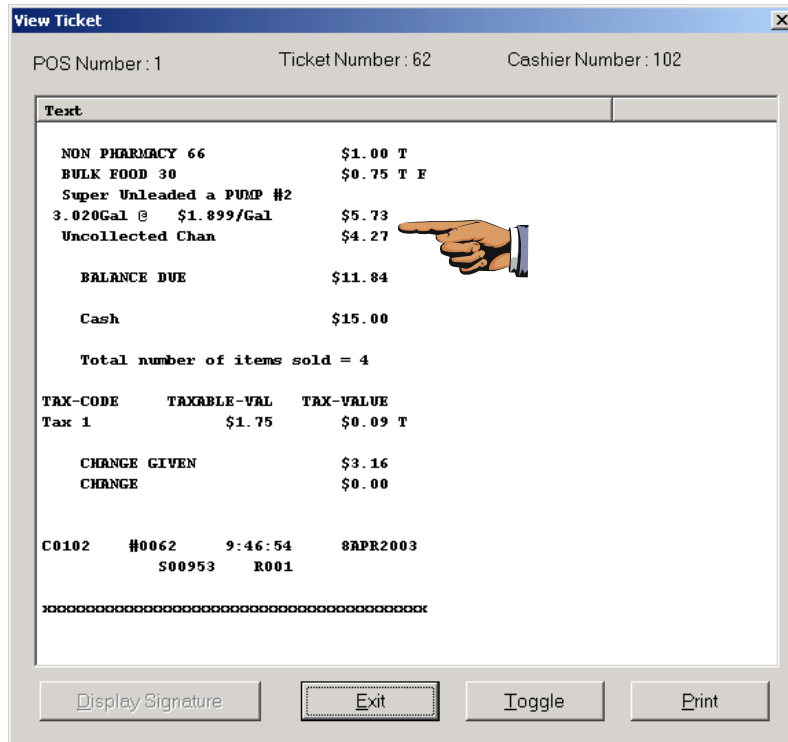 View Ticket
POS Number : 1 Ticket Number : 62 Cashier Number : 102
Text
NON PHARMACY 66 $1.00 T
BULK FOOD 30 $0.75 T F
Super Unleaded a PUMP #2
3.020Gal @ $1.899/Gal $5.73
Uncollected Chan $4.27
BALANCE DUE $11.84
Cash $15.00
Total number of items sold = 4
TAX-CODE TAXABLE-VAL TAX-VALUE
Tax 1 $1.75 $0.09 T
CHANGE GIVEN $3.16
CHANGE $0.00
C0102 #0062 9:46:54 8APR2003
S00953 R001
xxxxxxxxxxxxxxxxxxxxxxxxxxxxxxxxxxxxxxxxxx
Display Signature Exit Toggle Print